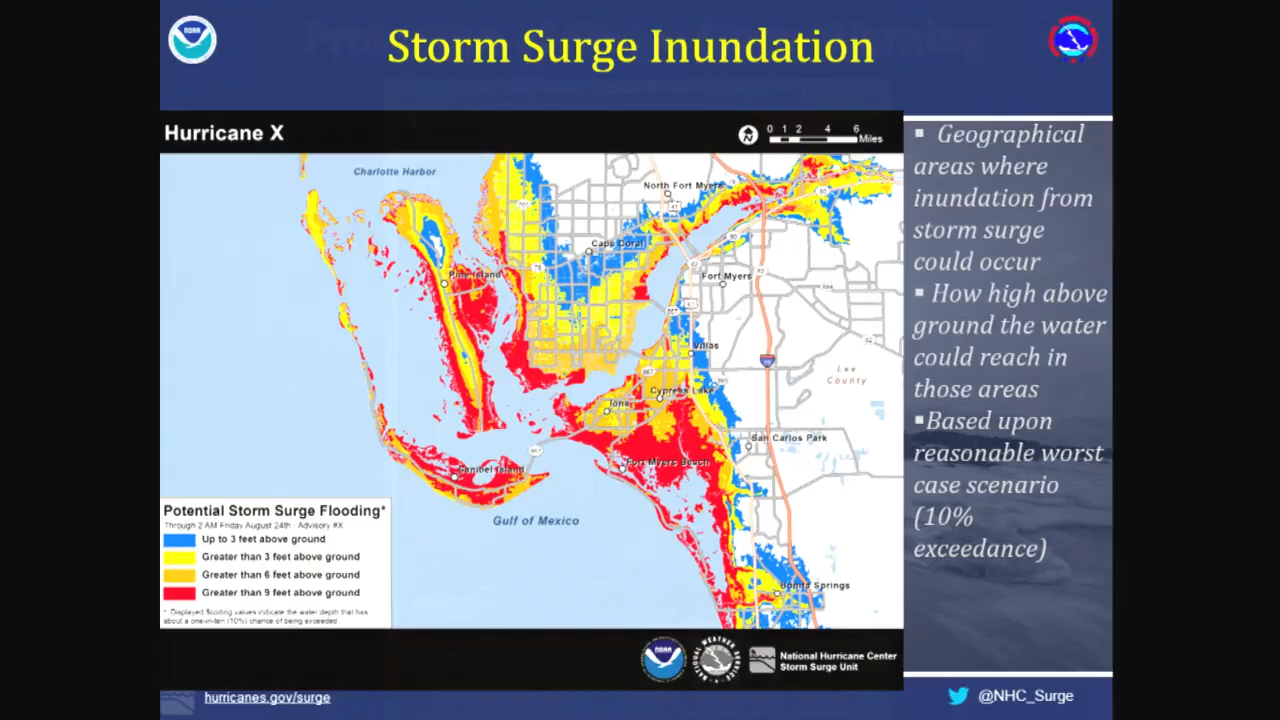 Storm Surge Inundation
Hurricane X
0 1 2 4 6
Miles
Charlotte Harbor
North Fort Myers
Cape Coral
Pine Island
Fort Myers
Villas
Lee
County
Cypress Lake
Iona
San Carlos Park
Fort Myers Beach
Sanibel Island
Gulf of Mexico
Bonita Springs
Potential Storm Surge Flooding*
Through 2 AM Friday August 24th Advisory #X
Up to 3 feet above ground
Greater than 3 feet above ground
Greater than 6 feet above ground
Greater than 9 feet above ground
* Displayed flooding values indicate the water depth that has
about a one-in-ten (10%) chance of being exceeded.
▪ Geographical
areas where
inundation from
storm surge
could occur
▪ How high above
ground the water
could reach in
those areas
▪Based upon
reasonable worst
case scenario
(10%
exceedance)
NOAA
NATIONAL WEATHER SERVICE
National Hurricane Center
Storm Surge Unit
hurricanes.gov/surge
@NHC_Surge